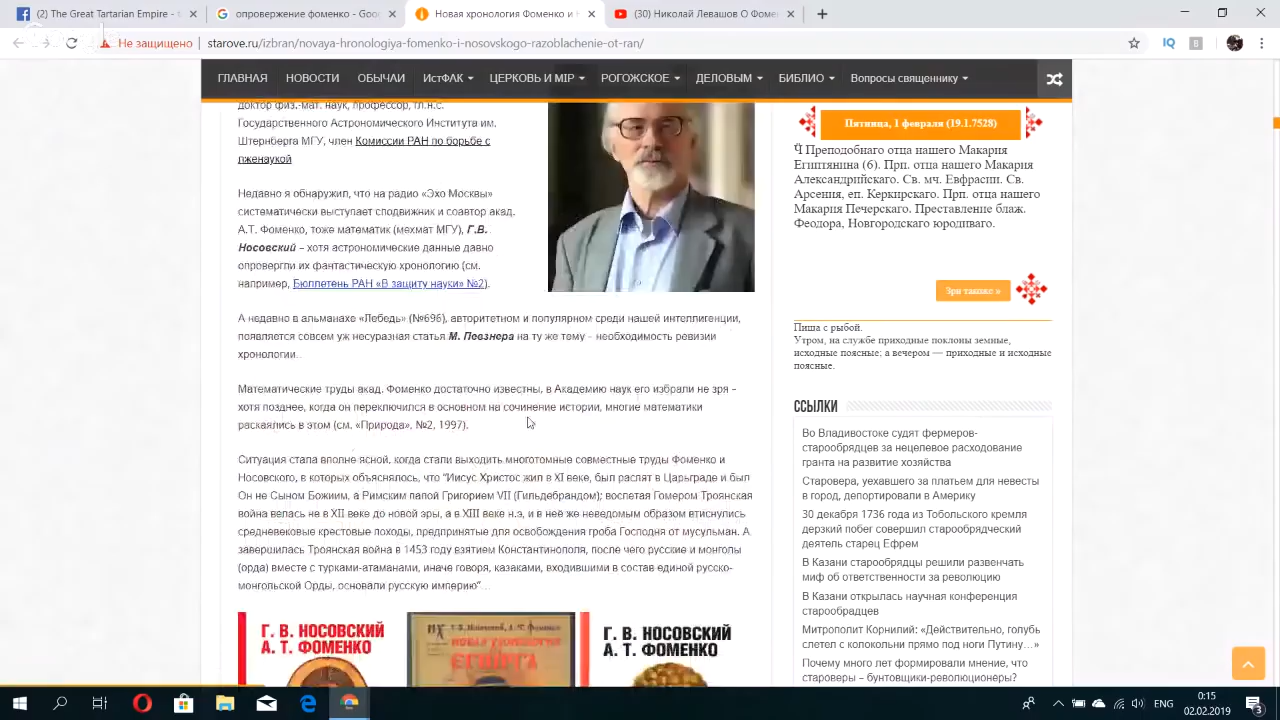 (7) The Great Tartarian Empire -
опровержение фоменко - Google
Новая хронология Фоменко и Н
(30) Николай Левашов О Фомен
Не защищено
starove.ru/izbran/novaya-hronologiya-fomenko-i-nosovskogo-razoblachenie-ot-ran/
ГЛАВНАЯ НОВОСТИ ОБЫЧАИ ИстФАК ЦЕРКОВЬ И МІР РОГОЖСКОЕ ДЕЛОВЫМ БИБЛИО Вопросы священнику
доктор физ.-мат. наук, профессор, гл.н.с.
Государственного Астрономического Института им.
Штернберга МГУ, член Комиссии РАН по борьбе с
лженаукой
Недавно я обнаружил, что на радио «Эхо Москвы»
систематически выступает сподвижник и соавтор акад.
А.Т. Фоменко, тоже математик (мехмат МГУ), Г.В.
Носовский – хотя астрономические данные давно
опровергли их фантастическую хронологию (см.
например, Бюллетень РАН «В защиту науки» №2).
А недавно в альманахе «Лебедь» (№696), авторитетном и популярном среди нашей интеллигенции,
появляется совсем уж несуразная статья М. Певзнера на ту же тему – необходимость ревизии
хронологии.
Математические труды акад. Фоменко достаточно известны, в Академию наук его избрали не зря –
хотя позднее, когда он переключился в основном на сочинение истории, многие математики
раскаялись в этом (см. «Природа», №2, 1997).
Ситуация стала вполне ясной, когда стали выходить многотомные совместные труды Фоменко и
Носовского, в которых объяснялось, что "Иисус Христос жил в XI веке, был распят в Царьграде и был
Он не Сыном Божиим, а Римским папой Григорием VII (Гильдебрандом); воспетая Гомером Троянская
война велась не в XII веке до новой эры, а в XIII веке н.э, и в неё же неведомым образом втиснулись
средневековые крестовые походы, предпринятые для освобождения гроба Господня от мусульман. А
завершилась Троянская война в 1453 году взятием Константинополя, после чего русские и монголы
(орда) вместе с турками-атаманами, иначе говоря, казаками, входившими в состав единой русско-
монгольской Орды, основали русскую империю"...
Г. В. НОСОВСКИЙ
А. Т. ФОМЕНКО
НОВАЯ ХРОНОЛОГИЯ
ЕГИПТА
Г. В. НОСОВСКИЙ
А. Т. ФОМЕНКО
Пятница, 1 февраля (19.1.7528)
Ӵ Преподобнаго отца нашего Макария
Египтянина (6). Прп. отца нашего Макария
Александрийскаго. Св. мч. Евфрасии. Св.
Арсения, еп. Керкирскаго. Прп. отца нашего
Макария Печерскаго. Преставление блаж.
Феодора, Новгородскаго юродиваго.
Зри также »
Пища с рыбой.
Утром, на службе приходные поклоны земные,
исходные поясные; а вечером — приходные и исходные
поясные.
ССЫЛКИ
Во Владивостоке судят фермеров-
старообрядцев за нецелевое расходование
гранта на развитие хозяйства
Старовера, уехавшего за платьем для невесты
в город, депортировали в Америку
30 декабря 1736 года из Тобольского кремля
дерзкий побег совершил старообрядческий
деятель старец Ефрем
В Казани старообрядцы решили развенчать
миф об ответственности за революцию
В Казани открылась научная конференция
старообрадцев
Митрополит Корнилий: «Действительно, голубь
слетел с колокольни прямо под ноги Путину…»
Почему много лет формировали мнение, что
староверы – бунтовщики-революционеры?
ENG
0:15
02.02.2019